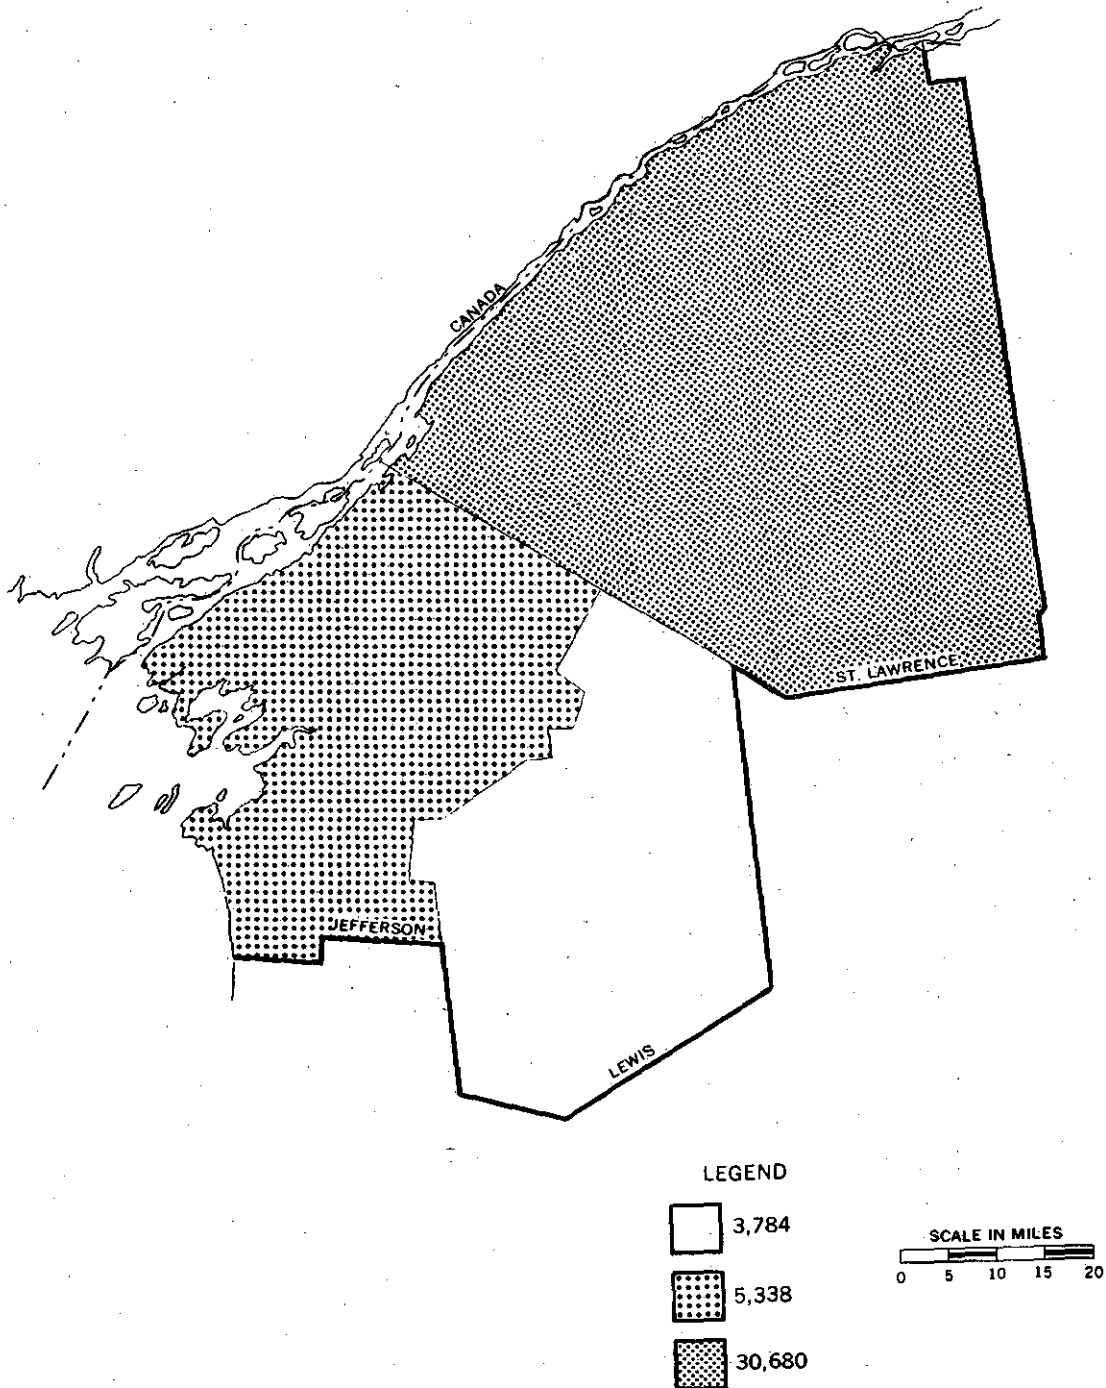 CANADA
ST. LAWRENCE
JEFFERSON
LEWIS
LEGEND
3,784
5,338
30,680
SCALE IN MILES
0 5 10 15 20